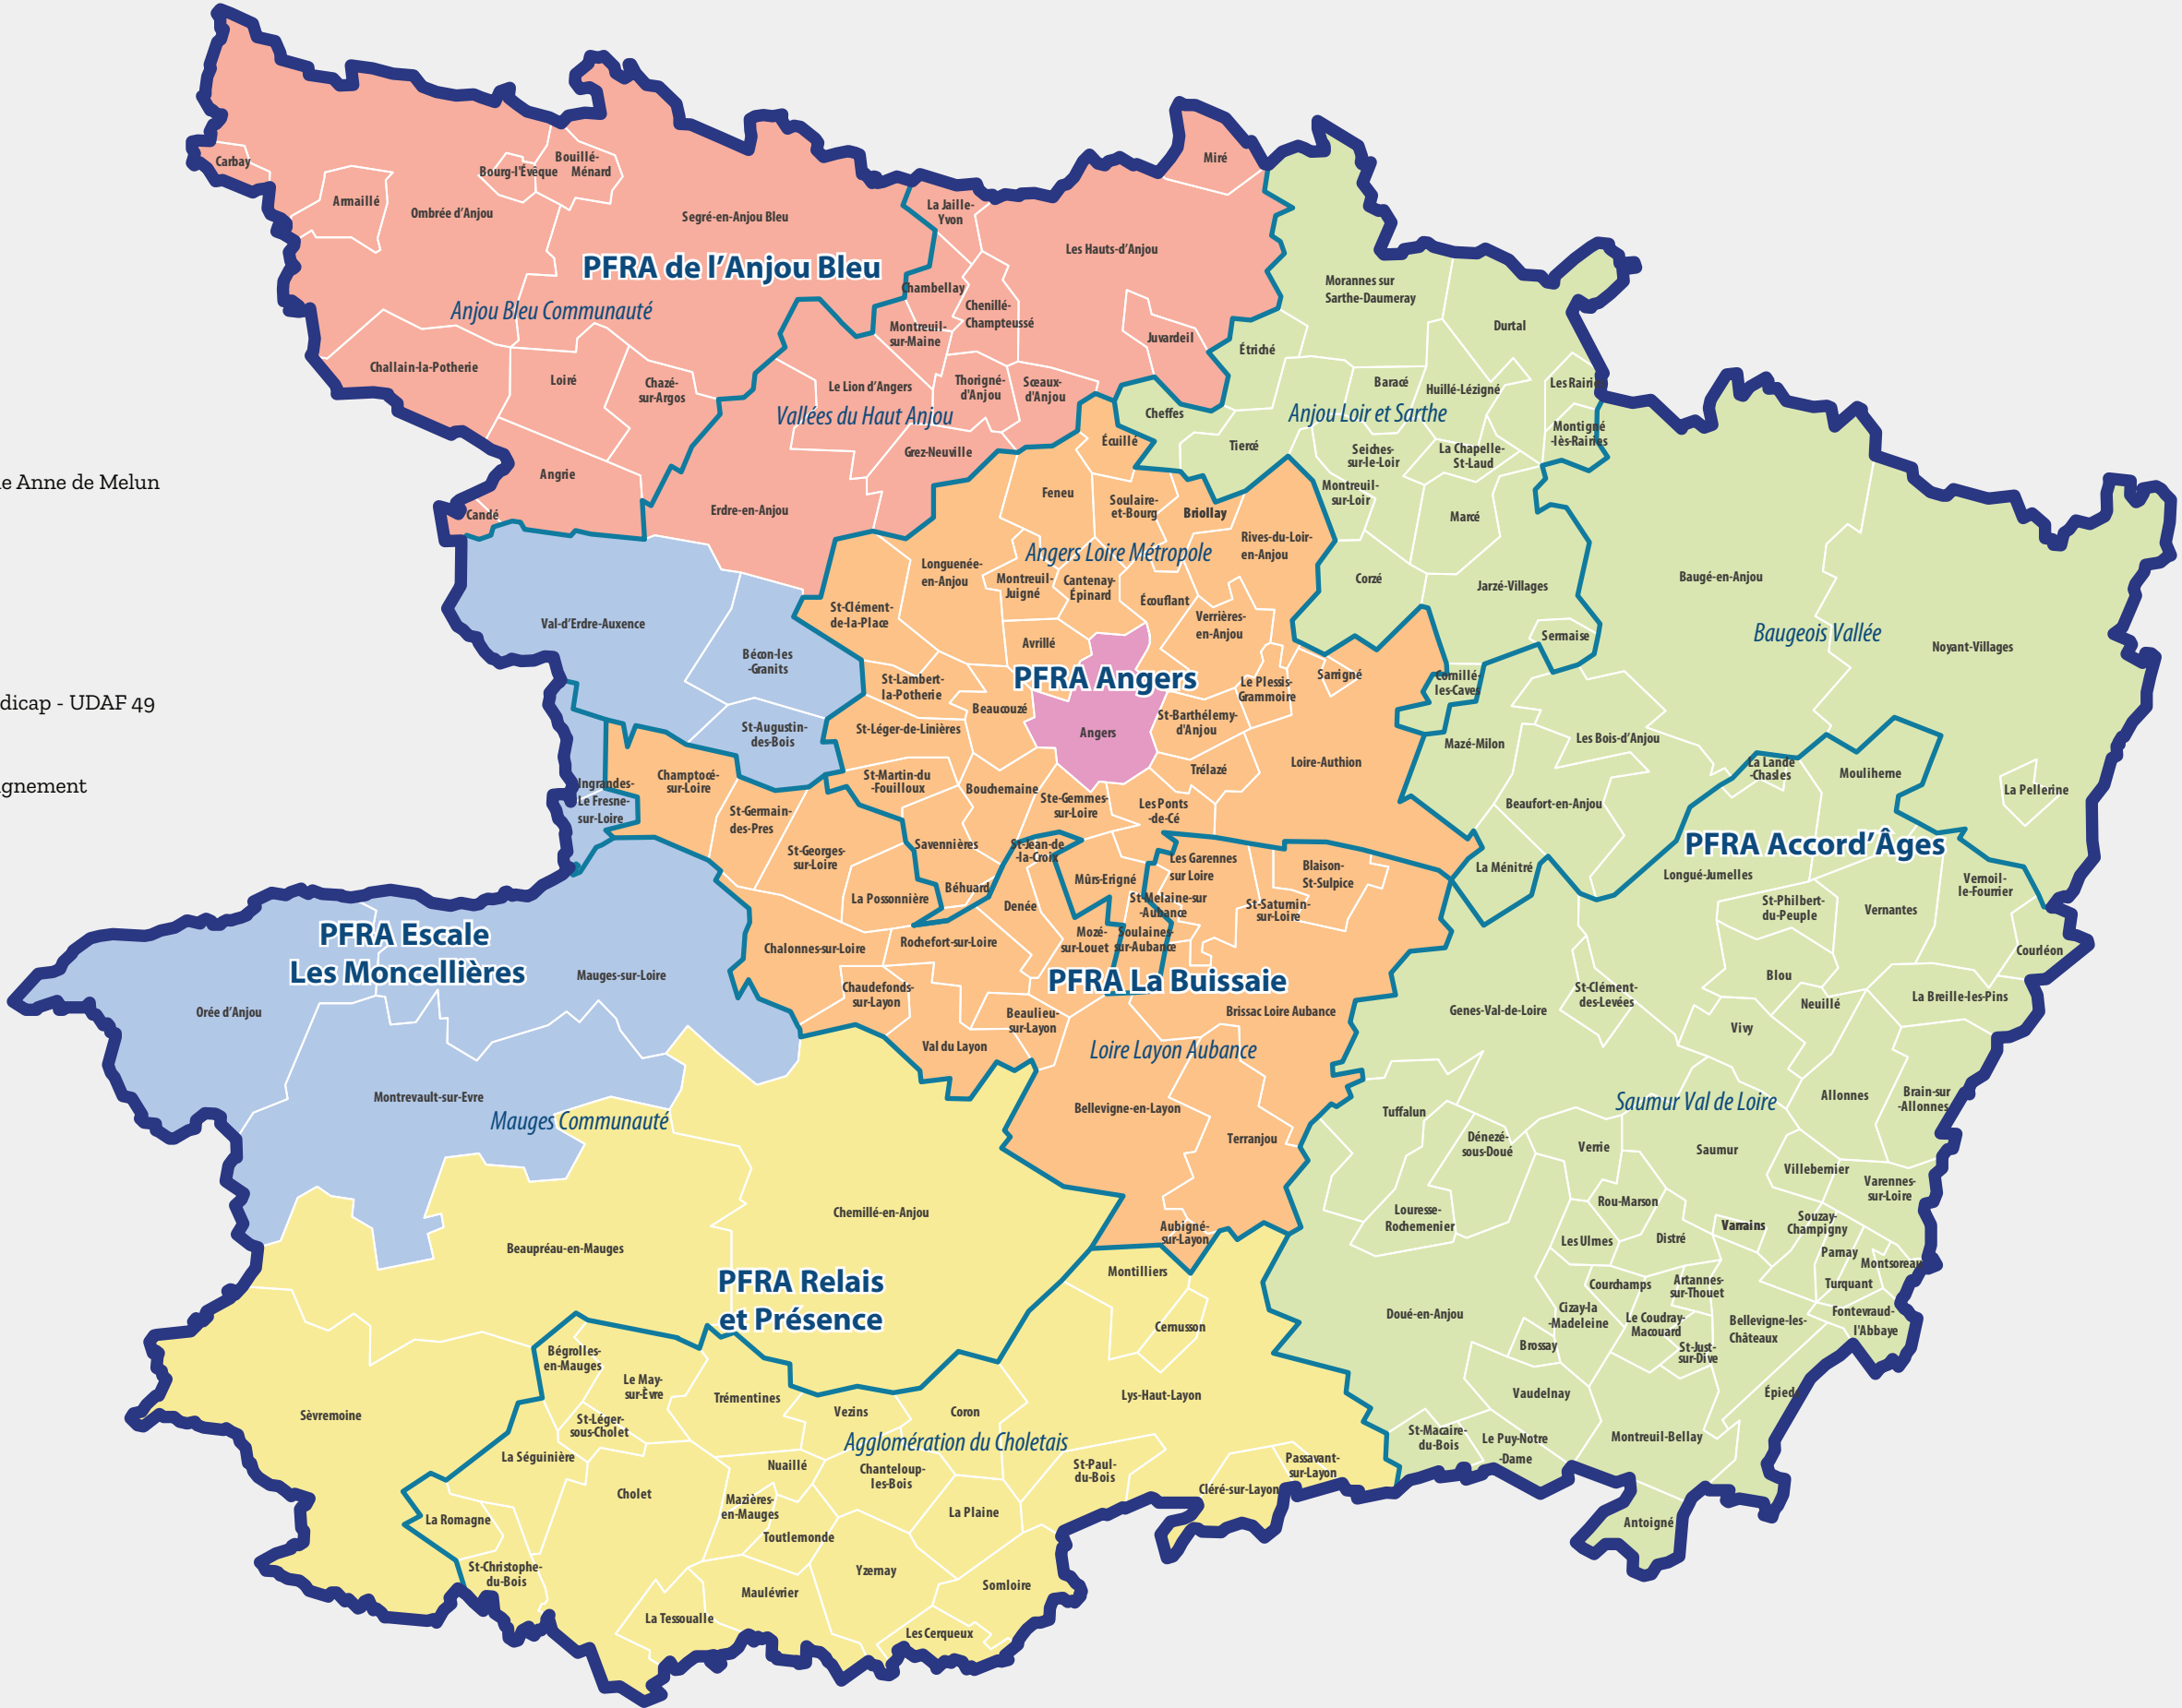 Carbay
Armaillé
Ombrée d'Anjou
Bourg-l'Évêque
Bouillé-
Ménard
Segré-en-Anjou Bleu
La Jaille-
Yvon
Miré
Les Hauts-d'Anjou
PFRA de l'Anjou Bleu
Anjou Bleu Communauté
Chambellay
Chenillé-
Champteussé
Montreuil-
sur-Maine
Juvardeil
Challain-la-Potherie
Loiré
Chazé-
sur-Argos
Le Lion d'Angers
Thorigné-
d'Anjou
Sceaux-
d'Anjou
Vallées du Haut Anjou
Grez-Neuville
Angrie
Candé
Erdre-en-Anjou
Morannes sur
Sarthe-Daumeray
Durtal
Étriché
Baracé
Huillé-Lézigné
Les Rairies
Cheffes
Anjou Loir et Sarthe
Montigné
-lès-Rairies
Tiercé
Seiches-
sur-le-Loir
La Chapelle-
St-Laud
Montreuil-
sur-Loir
Marcé
Corzé
Jarzé-Villages
Sermaise
Cornillé-
les-Caves
Baugé-en-Anjou
Baugeois Vallée
Noyant-Villages
Mazé-Milon
Les Bois-d'Anjou
Beaufort-en-Anjou
La Ménitré
La Lande
-Chasles
Mouliherne
La Pellerine
PFRA Accord'Âges
Écuillé
Feneu
Soulaire-
et-Bourg
Briollay
Rives-du-Loir-
en-Anjou
Angers Loire Métropole
Longuenée-
en-Anjou
Montreuil-
Juigné
Cantenay-
Épinard
Écouflant
Verrières-
en-Anjou
St-Clément-
de-la-Place
Avrillé
PFRA Angers
Angers
Sarrigné
Le Plessis-
Grammoire
St-Lambert-
la-Potherie
Beaucouzé
St-Barthélemy-
d'Anjou
St-Léger-de-Linières
Loire-Authion
Trélazé
St-Martin-du
-Fouilloux
Bouchemaine
Ste-Gemmes-
sur-Loire
Les Ponts
-de-Cé
Savennières
Béhuard
St-Jean-de
-la-Croix
Mûrs-Erigné
Val-d'Erdre-Auxence
Bécon-les
-Granits
St-Augustin-
des-Bois
Ingrandes-
Le Fresne-
sur-Loire
Champtocé-
sur-Loire
St-Germain-
des-Pres
St-Georges-
sur-Loire
La Possonnière
Denée
Les Garennes
sur Loire
Blaison-
St-Sulpice
St-Melaine-sur
-Aubance
St-Saturnin-
sur-Loire
Mozé-
sur-Louet
Soulaines-
sur-Aubance
Chalonnes-sur-Loire
Rochefort-sur-Loire
PFRA La Buissaie
Chaudefonds-
sur-Layon
Beaulieu-
sur-Layon
Brissac Loire Aubance
Val du Layon
Loire Layon Aubance
Bellevigne-en-Layon
Terranjou
Aubigné-
sur-Layon
PFRA Escale
Les Moncellières
Orée d'Anjou
Mauges-sur-Loire
Montrevault-sur-Evre
Mauges Communauté
Beaupréau-en-Mauges
Chemillé-en-Anjou
PFRA Relais
et Présence
Sèvremoine
Montilliers
Cernusson
Lys-Haut-Layon
Bégrolles-
en-Mauges
Le May-
sur-Èvre
Trémentines
Vezins
Coron
St-Léger-
sous-Cholet
La Séguinière
Agglomération du Choletais
Nuaillé
Chanteloup-
les-Bois
St-Paul-
du-Bois
Passavant-
sur-Layon
Cléré-sur-Layon
Cholet
Mazières-
en-Mauges
Toutlemonde
La Plaine
La Romagne
St-Christophe-
du-Bois
Yzernay
Somloire
Maulévrier
La Tessoualle
Les Cerqueux
Longué-Jumelles
Vernoil-
le-Fourrier
St-Philbert-
du-Peuple
Vernantes
Courléon
Blou
St-Clément-
des-Levées
Neuillé
La Breille-les-Pins
Genes-Val-de-Loire
Vivy
Allonnes
Brain-sur
-Allonnes
Saumur Val de Loire
Tuffalun
Dénezé-
sous-Doué
Verrie
Saumur
Villebernier
Varennes-
sur-Loire
Louresse-
Rochemenier
Rou-Marson
Varrains
Souzay-
Champigny
Les Ulmes
Distré
Parnay
Montsoreau
Turquant
Courchamps
Artannes-
sur-Thouet
Doué-en-Anjou
Cizay-la
-Madeleine
Le Coudray-
Macouard
Bellevigne-les-
Châteaux
Fontevraud-
l'Abbaye
Brossay
St-Just-
sur-Dive
Vaudelnay
Épieds
St-Macaire-
du-Bois
Le Puy-Notre
-Dame
Montreuil-Bellay
Antoigné
e Anne de Melun
dicap - UDAF 49
gnement